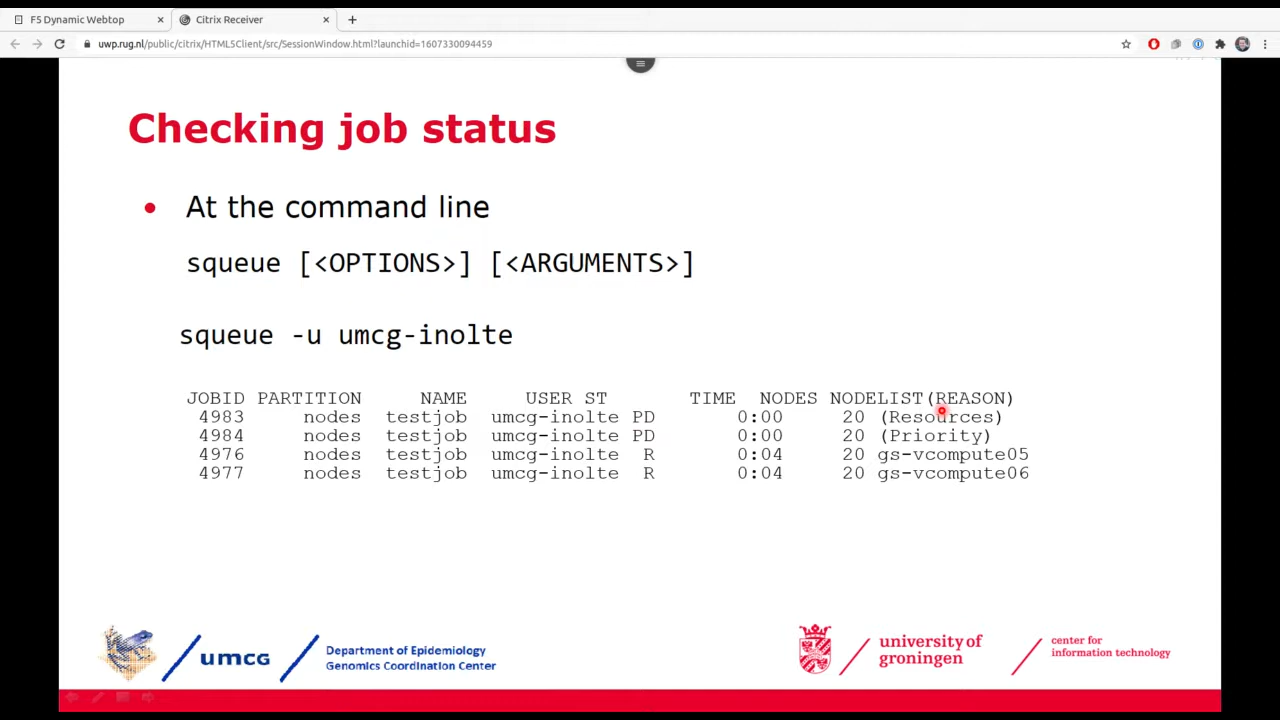 F5 Dynamic Webtop
Citrix Receiver
uwp.rug.nl/public/citrix/HTML5Client/src/SessionWindow.html?launchid=1607330094459
Checking job status
• At the command line
squeue [<OPTIONS>] [<ARGUMENTS>]
squeue -u umcg-inolte
JOBID PARTITION NAME USER ST TIME NODES NODELIST(REASON)
4983 nodes testjob umcg-inolte PD 0:00 20 (Resources)
4984 nodes testjob umcg-inolte PD 0:00 20 (Priority)
4976 nodes testjob umcg-inolte R 0:04 20 gs-vcompute05
4977 nodes testjob umcg-inolte R 0:04 20 gs-vcompute06
umcg
Department of Epidemiology
Genomics Coordination Center
university of
groningen
center for
information technology